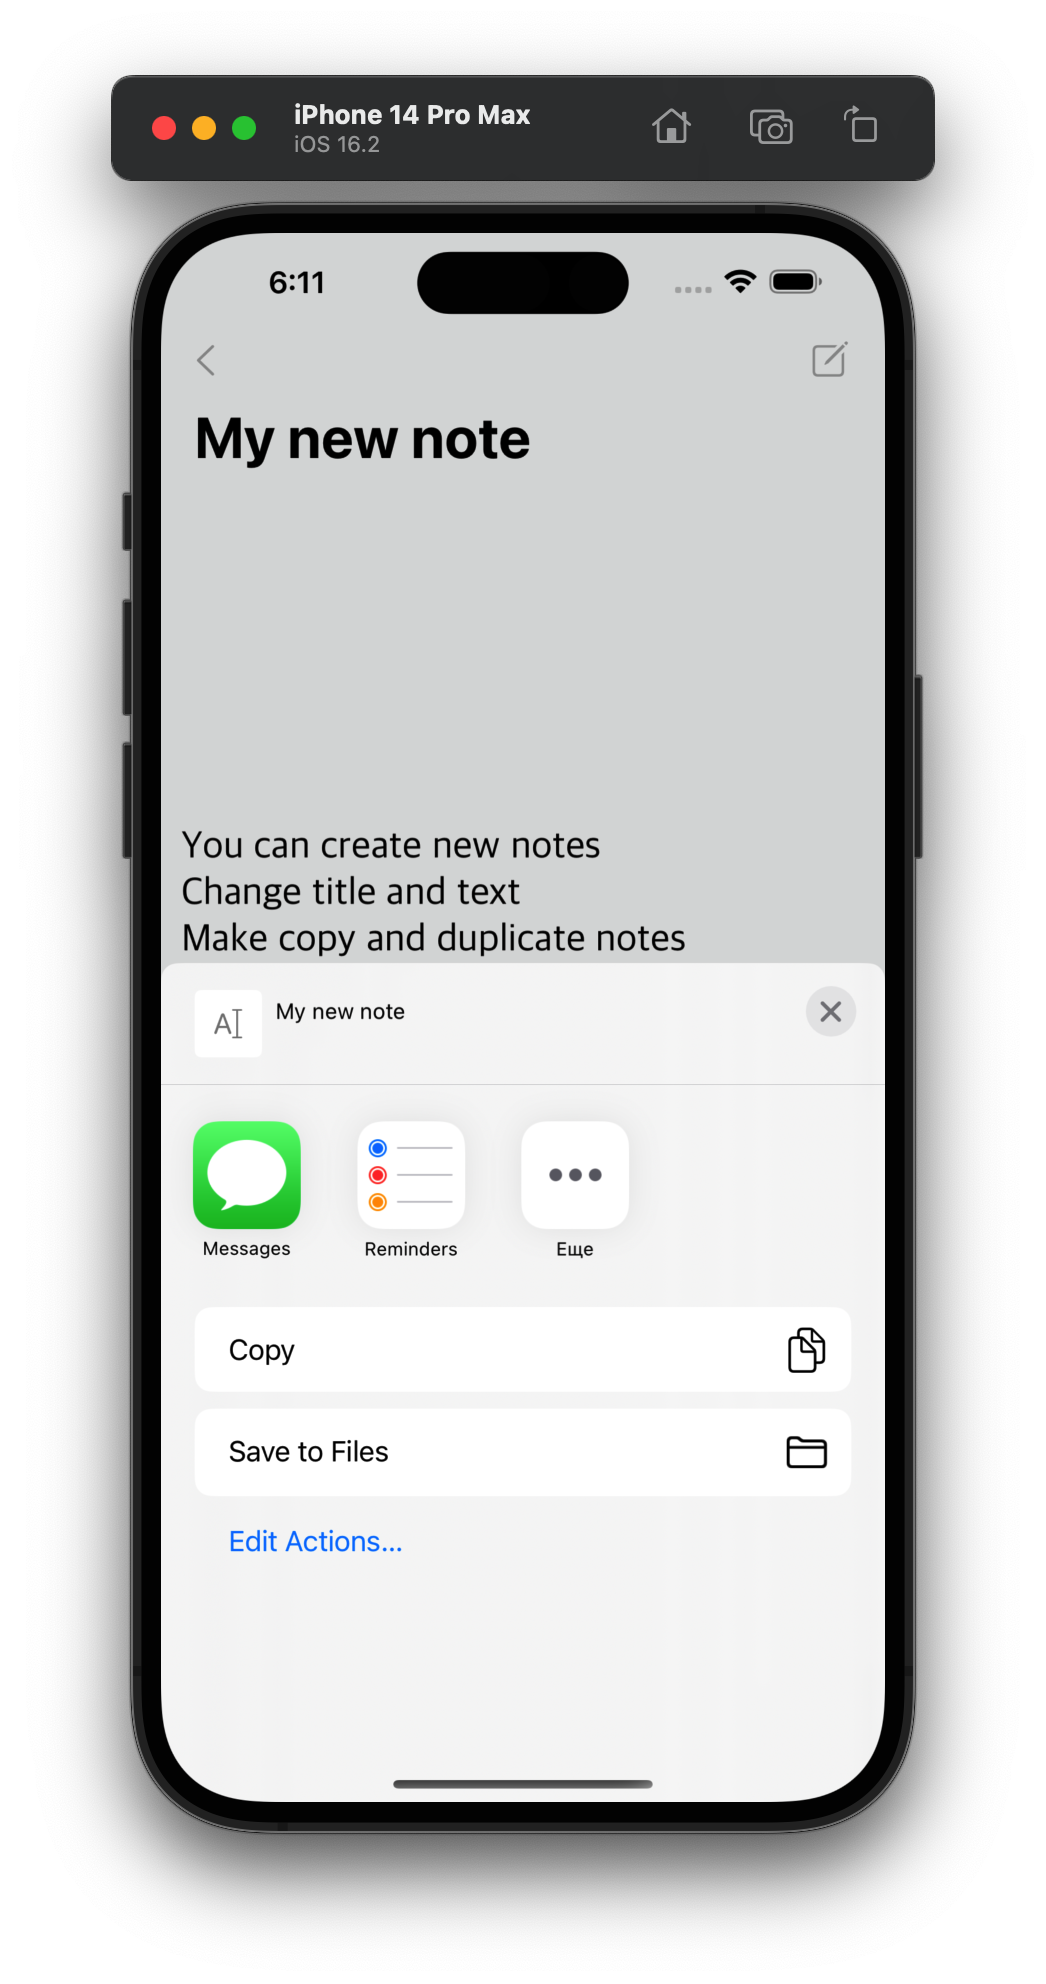 iPhone 14 Pro Max
iOS 16.2
6:11
My new note
You can create new notes
Change title and text
Make copy and duplicate notes
A
My new note
Messages
Reminders
Еще
Copy
Save to Files
Edit Actions...